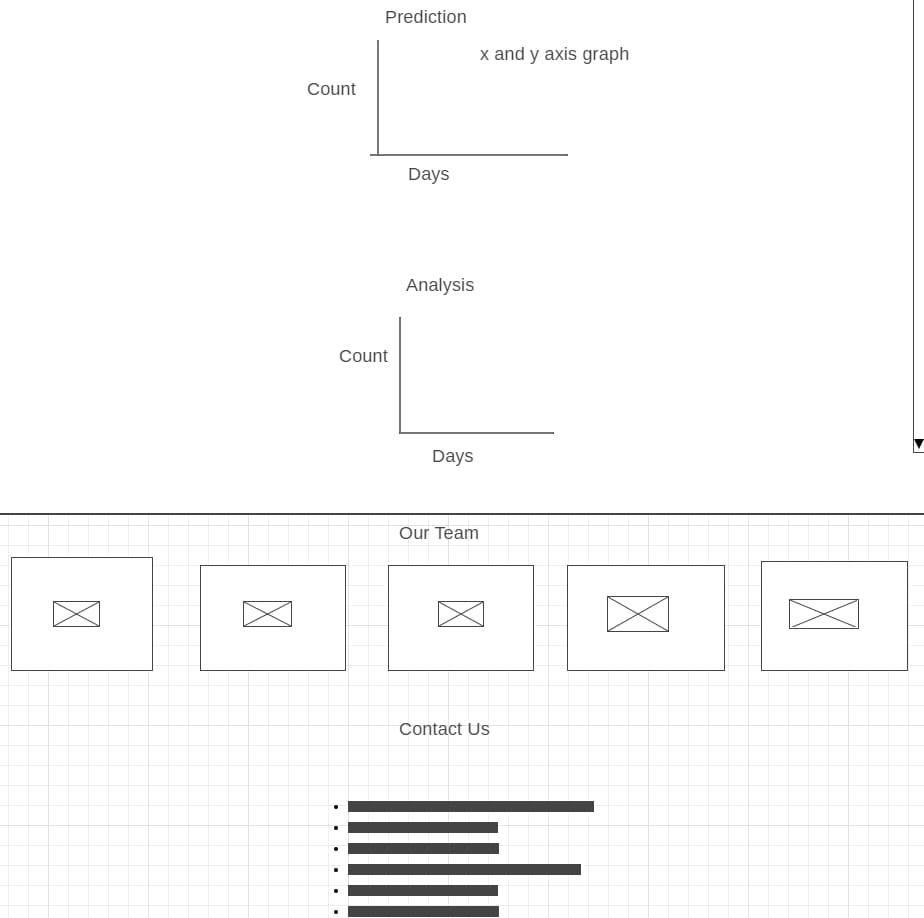 Prediction
x and y axis graph
Count
Days
Analysis
Count
Days
Our Team
Contact Us